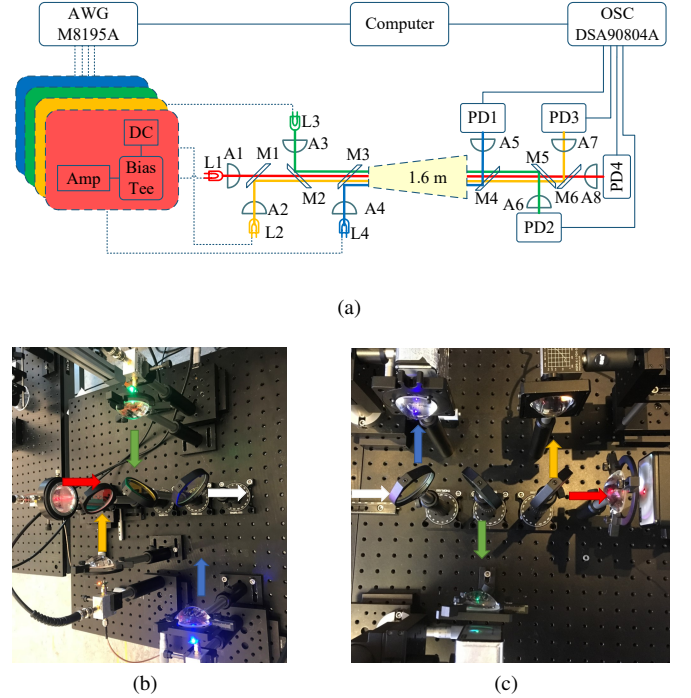 AWG
M8195A
Computer
OSC
DSA90804A
DC
Amp
Bias
Tee
L1
A1
M1
L3
A3
M3
M2
A2
L2
A4
L4
1.6 m
PD1
A5
PD3
A7
M5
M4
A6
M6
A8
PD4
PD2
(a)
(b)
(c)